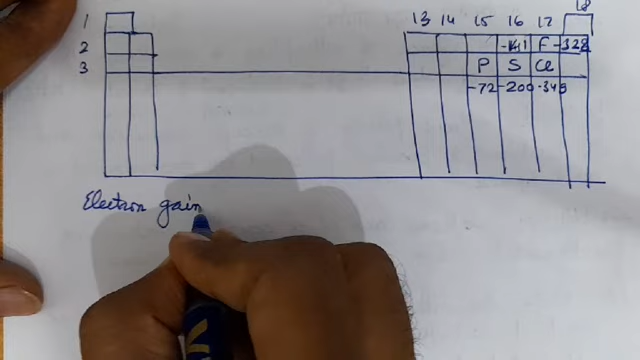 18
1 13 14 15 16 17
2 -141 F -328
3 P S Cl
-72 -200 -349
Electron gain